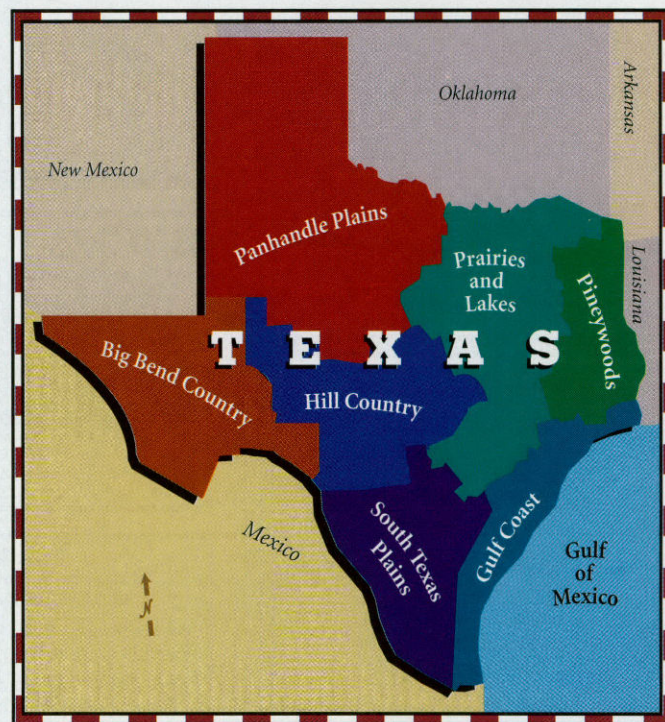 Oklahoma
Arkansas
New Mexico
Panhandle Plains
Prairies
and
Lakes
Pineywoods
Louisiana
TEXAS
Big Bend Country
Hill Country
Mexico
South Texas
Plains
Gulf Coast
Gulf
of
Mexico
N